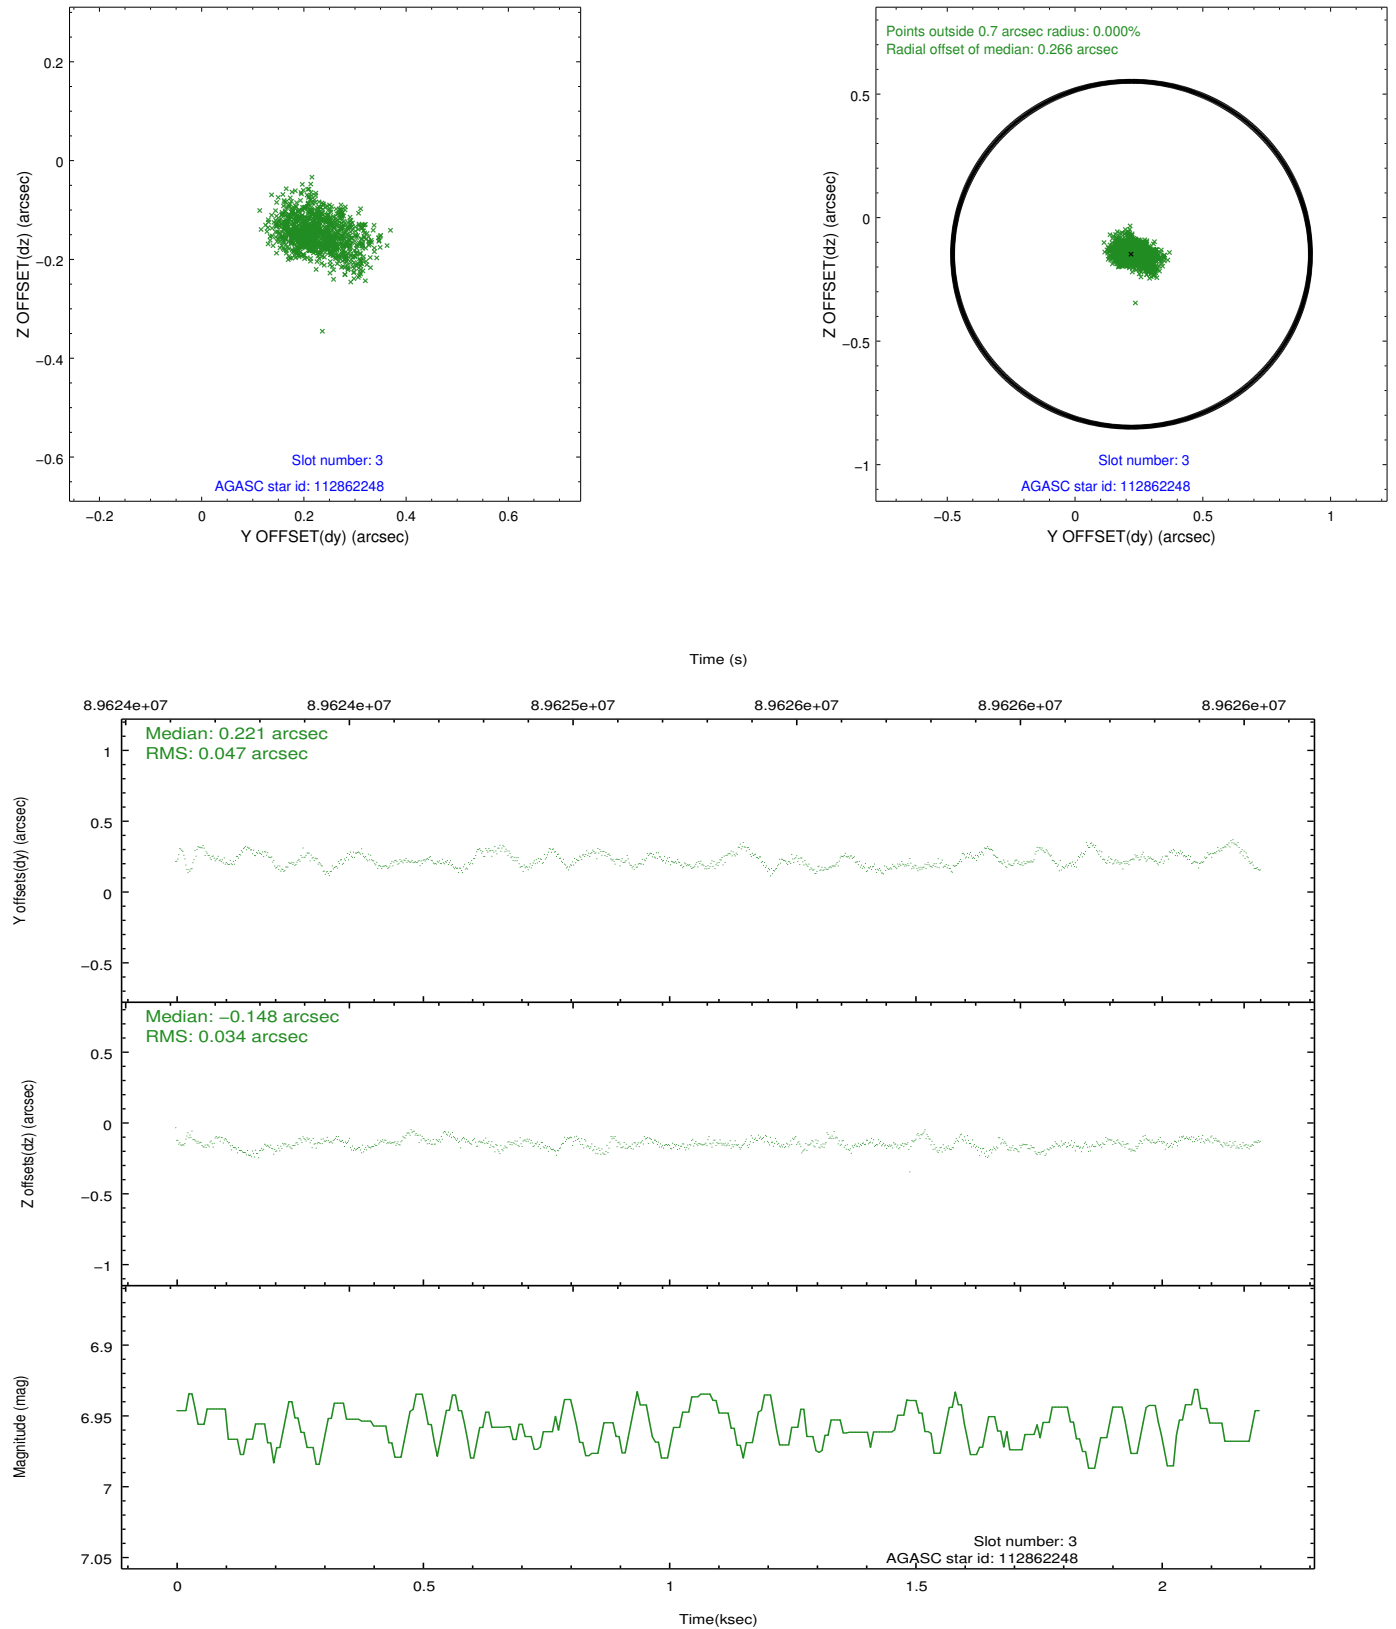 0.2
0
−0.2
−0.4
−0.6
Z OFFSET(dz) (arcsec)
Slot number: 3
AGASC star id: 112862248
−0.2 0 0.2 0.4 0.6
Y OFFSET(dy) (arcsec)
Points outside 0.7 arcsec radius: 0.000%
Radial offset of median: 0.266 arcsec
0.5
0
−0.5
−1
Z OFFSET(dz) (arcsec)
Slot number: 3
AGASC star id: 112862248
−0.5 0 0.5 1
Y OFFSET(dy) (arcsec)
Time (s)
8.9624e+07 8.9624e+07 8.9625e+07 8.9626e+07 8.9626e+07 8.9626e+07
Median: 0.221 arcsec
RMS: 0.047 arcsec
1
0.5
0
−0.5
Y offsets(dy) (arcsec)
Median: −0.148 arcsec
RMS: 0.034 arcsec
0.5
0
−0.5
−1
Z offsets(dz) (arcsec)
6.9
6.95
7
7.05
Magnitude (mag)
Slot number: 3
AGASC star id: 112862248
0 0.5 1 1.5 2
Time(ksec)